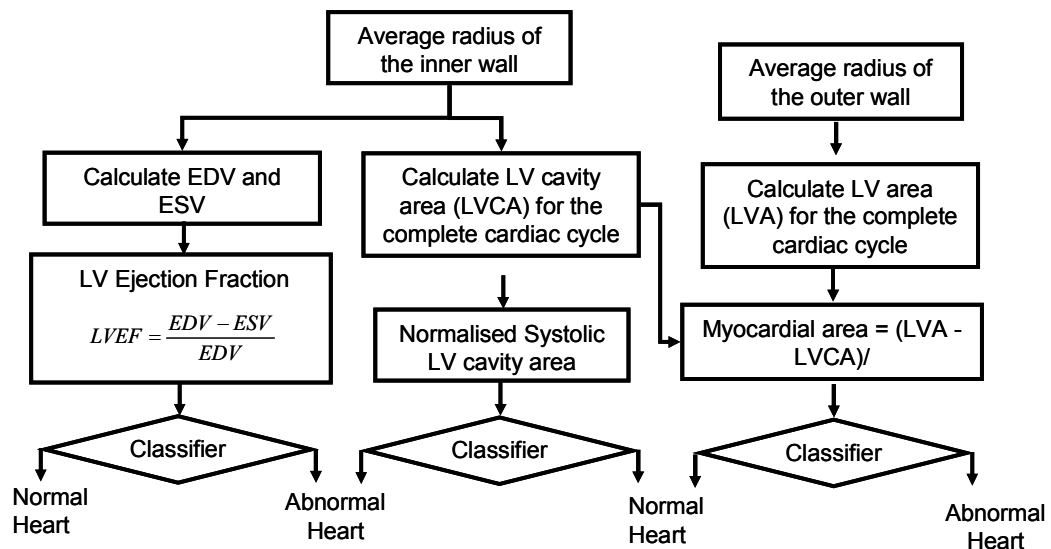 Average radius of
the inner wall
Average radius of
the outer wall
Calculate EDV and
ESV
Calculate LV cavity
area (LVCA) for the
complete cardiac cycle
Calculate LV area
(LVA) for the complete
cardiac cycle
LV Ejection Fraction
LVEF = (EDV − ESV) / EDV
Normalised Systolic
LV cavity area
Myocardial area = (LVA -
LVCA)/
Classifier
Classifier
Classifier
Normal
Heart
Abnormal
Heart
Normal
Heart
Abnormal
Heart